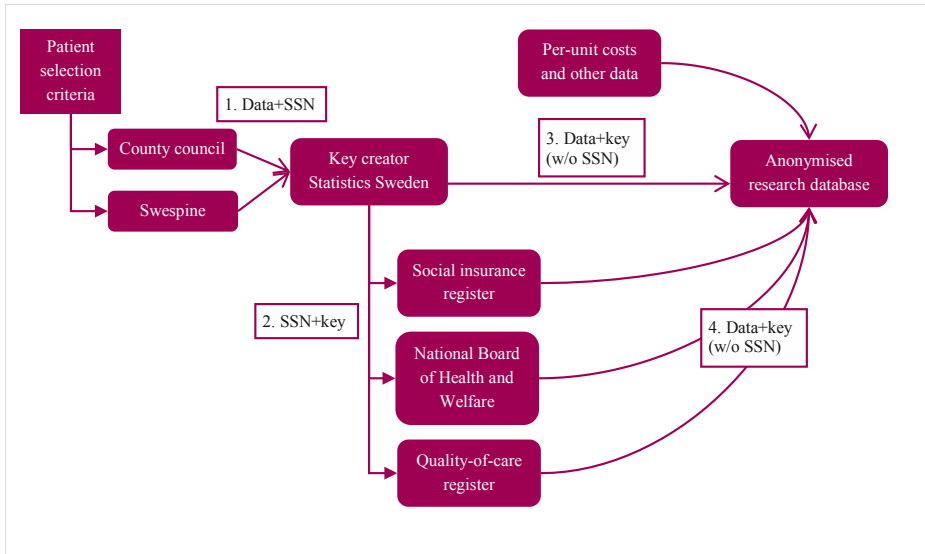 Patient
selection
criteria
Per-unit costs
and other data
1. Data+SSN
County council
Key creator
Statistics Sweden
3. Data+key
(w/o SSN)
Anonymised
research database
Swespine
Social insurance
register
2. SSN+key
National Board
of Health and
Welfare
4. Data+key
(w/o SSN)
Quality-of-care
register